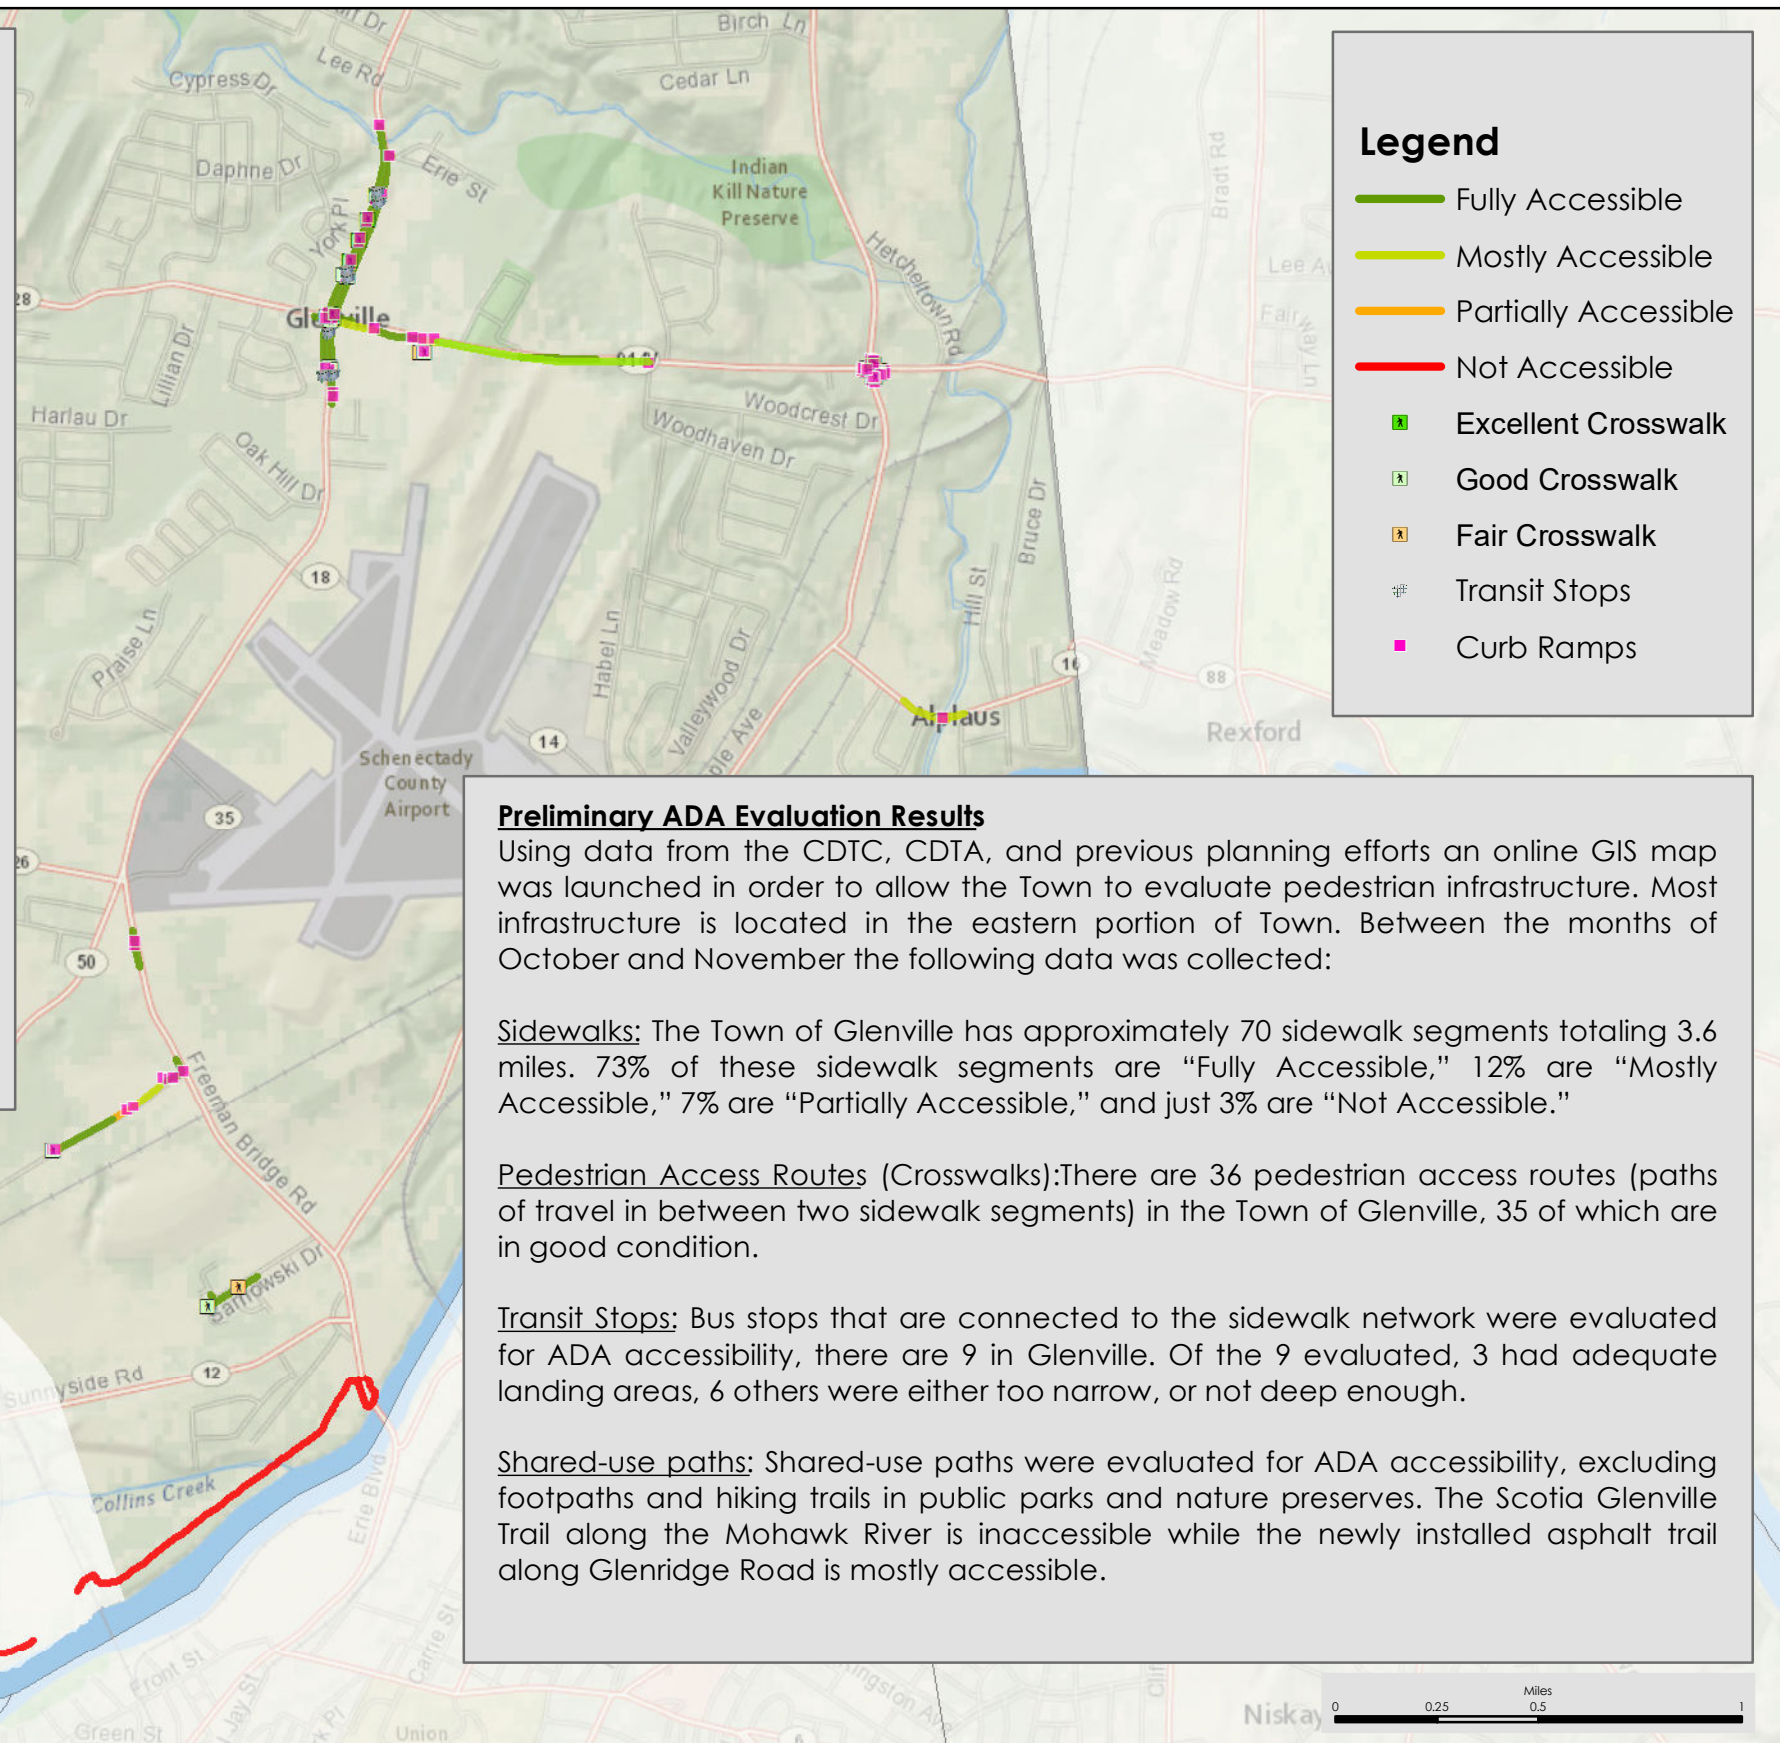 Birch Ln
Lee Rd
Cypress Dr
Cedar Ln
Daphne Dr
Erie St
Indian
Kill Nature
Preserve
York Pl
Bradt Rd
Hetcheltown Rd
28
Lillian Dr
Woodcrest Dr
Harlau Dr
Woodhaven Dr
Oak Hill Dr
Bruce Dr
18
Hill St
Meadow Rd
Praise Ln
Habel Ln
Valleywood Dr
16
88
Rexford
14
Schenectady
County
Airport
35
26
50
Freeman Bridge Rd
Sunnyside Rd
12
Collins Creek
Erie Blvd
Front St
Carrie St
Kingston Ave
Jay St
Green St
Union
6
Fairway Ln
Legend
Fully Accessible
Mostly Accessible
Partially Accessible
Not Accessible
Excellent Crosswalk
Good Crosswalk
Fair Crosswalk
Transit Stops
Curb Ramps
Preliminary ADA Evaluation Results
Using data from the CDTC, CDTA, and previous planning efforts an online GIS map
was launched in order to allow the Town to evaluate pedestrian infrastructure. Most
infrastructure is located in the eastern portion of Town. Between the months of
October and November the following data was collected:
Sidewalks: The Town of Glenville has approximately 70 sidewalk segments totaling 3.6
miles. 73% of these sidewalk segments are “Fully Accessible,” 12% are “Mostly
Accessible,” 7% are “Partially Accessible,” and just 3% are “Not Accessible.”
Pedestrian Access Routes (Crosswalks):There are 36 pedestrian access routes (paths
of travel in between two sidewalk segments) in the Town of Glenville, 35 of which are
in good condition.
Transit Stops: Bus stops that are connected to the sidewalk network were evaluated
for ADA accessibility, there are 9 in Glenville. Of the 9 evaluated, 3 had adequate
landing areas, 6 others were either too narrow, or not deep enough.
Shared-use paths: Shared-use paths were evaluated for ADA accessibility, excluding
footpaths and hiking trails in public parks and nature preserves. The Scotia Glenville
Trail along the Mohawk River is inaccessible while the newly installed asphalt trail
along Glenridge Road is mostly accessible.
Miles
0 0.25 0.5 1